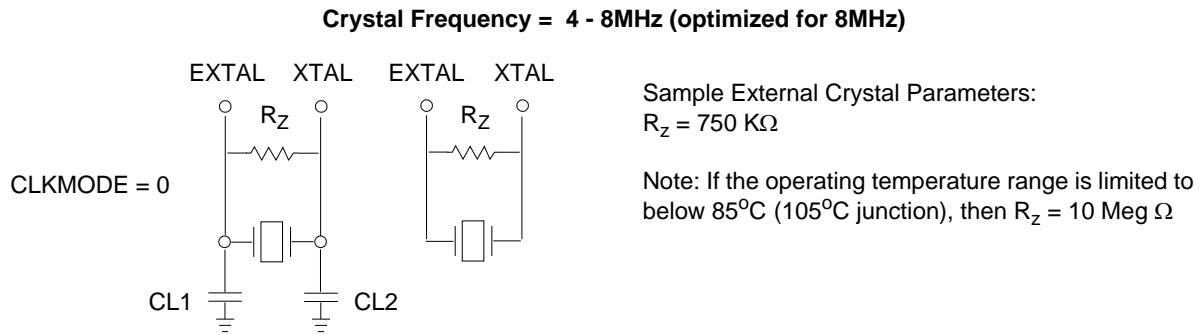 Crystal Frequency = 4 - 8MHz (optimized for 8MHz)
EXTAL XTAL EXTAL XTAL
R_Z R_Z
CLKMODE = 0
CL1 CL2
Sample External Crystal Parameters:
R_z = 750 KΩ
Note: If the operating temperature range is limited to
below 85°C (105°C junction), then R_z = 10 Meg Ω